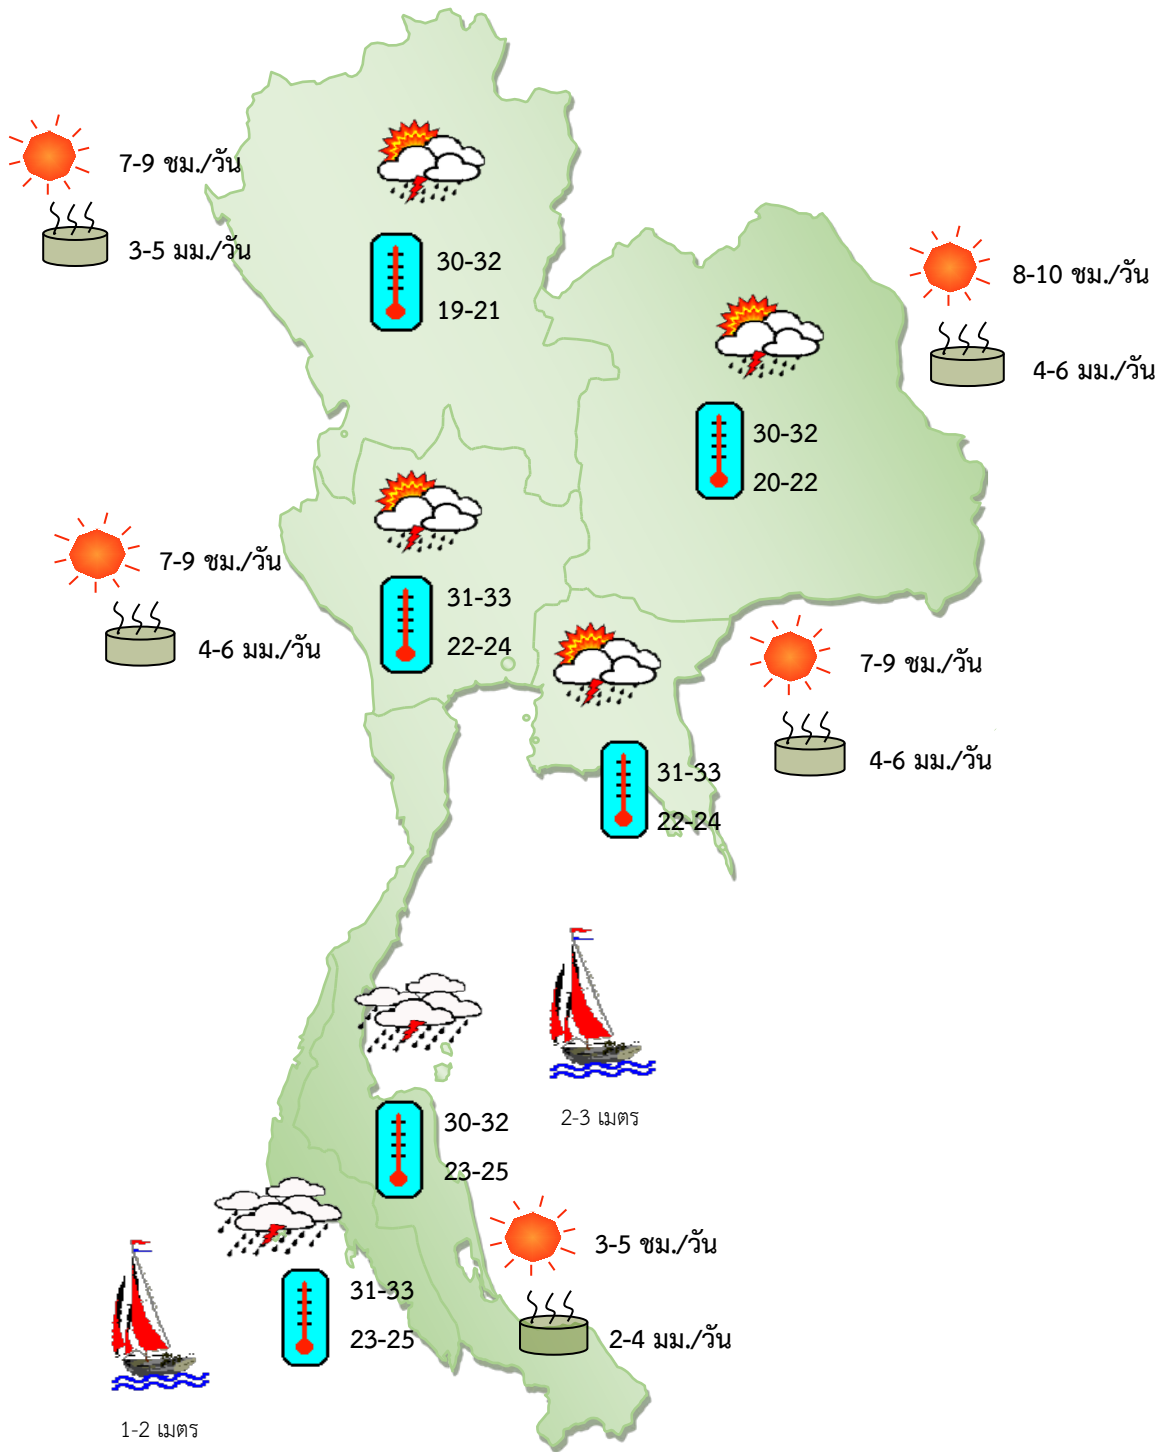 7-9 ชม./วัน
3-5 มม./วัน
30-32
19-21
8-10 ชม./วัน
4-6 มม./วัน
30-32
20-22
7-9 ชม./วัน
4-6 มม./วัน
31-33
22-24
7-9 ชม./วัน
4-6 มม./วัน
31-33
22-24
2-3 เมตร
30-32
23-25
3-5 ชม./วัน
2-4 มม./วัน
31-33
23-25
1-2 เมตร